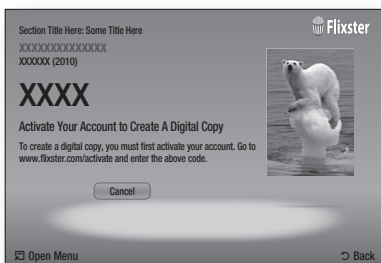 Section Title Here: Some Title Here
Flixster
XXXXXXXXXXXXXX
XXXXXX (2010)
XXXX
Activate Your Account to Create A Digital Copy
To create a digital copy, you must first activate your account. Go to
www.flixster.com/activate and enter the above code.
Cancel
Open Menu
Back